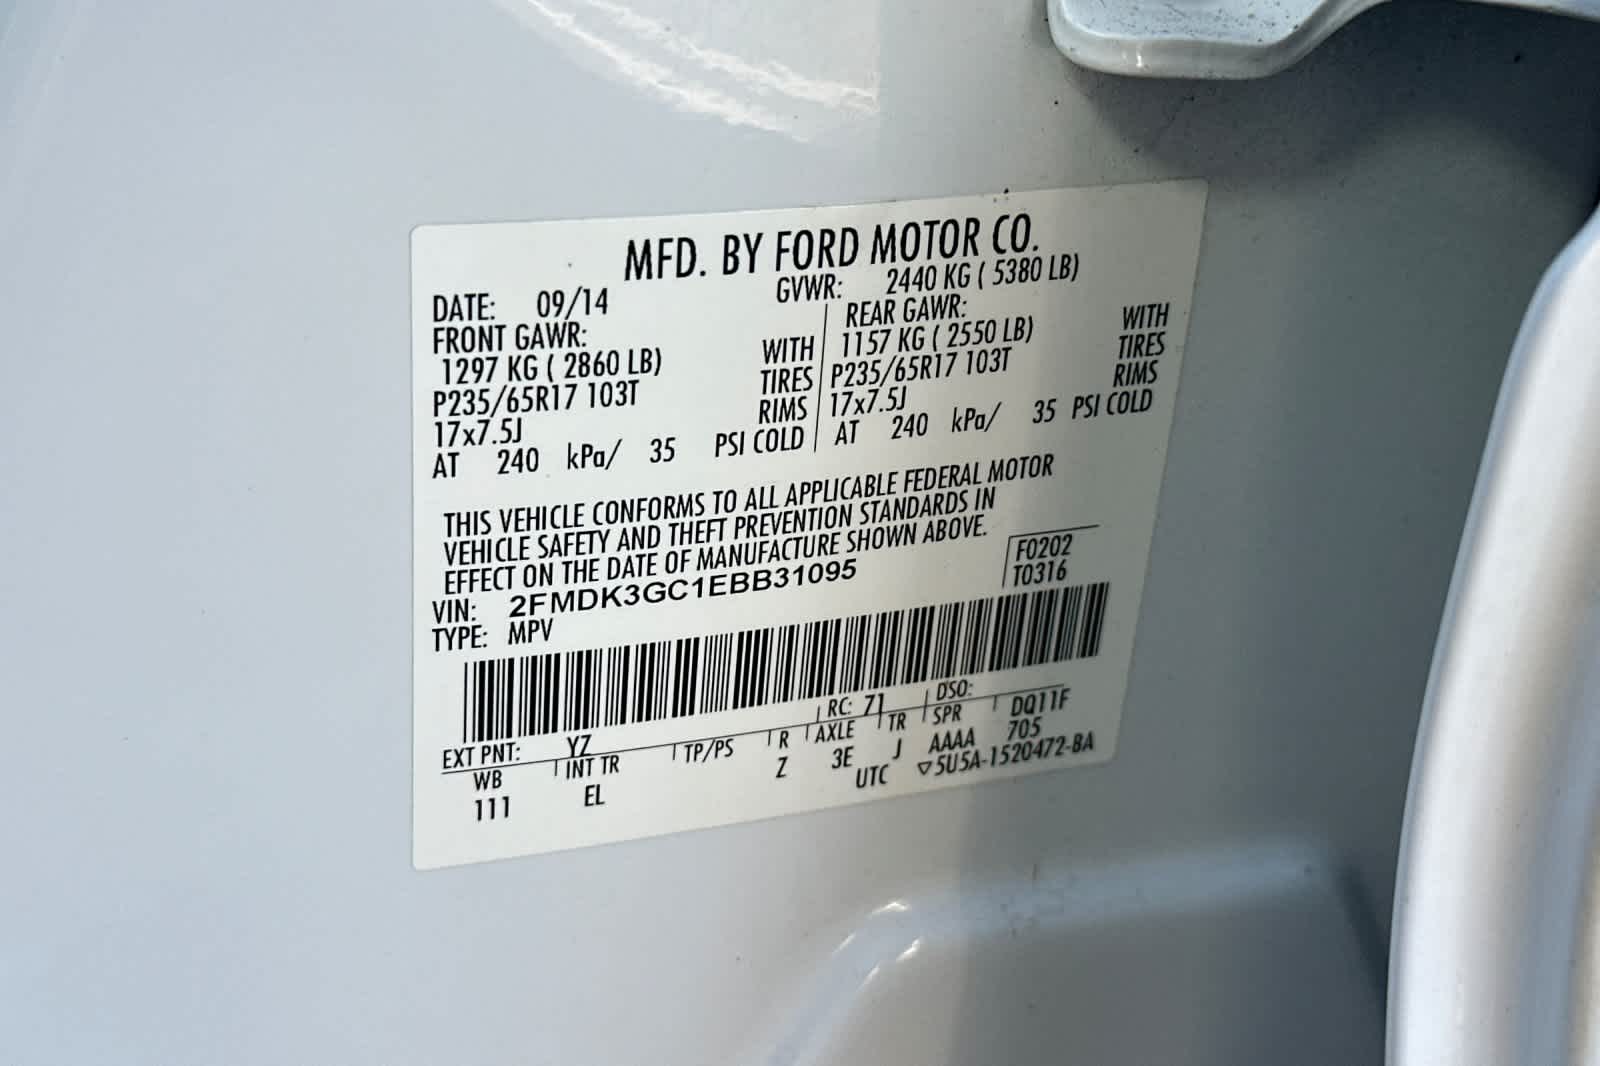 MFD. BY FORD MOTOR CO.
DATE: 09/14 GVWR: 2440 KG ( 5380 LB)
FRONT GAWR: REAR GAWR:
1297 KG ( 2860 LB) WITH 1157 KG ( 2550 LB) WITH
P235/65R17 103T TIRES P235/65R17 103T TIRES
17x7.5J RIMS 17x7.5J RIMS
AT 240 kPa/ 35 PSI COLD AT 240 kPa/ 35 PSI COLD
THIS VEHICLE CONFORMS TO ALL APPLICABLE FEDERAL MOTOR
VEHICLE SAFETY AND THEFT PREVENTION STANDARDS IN
EFFECT ON THE DATE OF MANUFACTURE SHOWN ABOVE.
F0202
VIN: 2FMDK3GC1EBB31095 T0316
TYPE: MPV
EXT PNT: YZ RC: 71 DSO:
WB INT TR TP/PS R AXLE TR SPR DQ11F
111 EL Z 3E J AAAA 705
UTC ▽5U5A-1520472-BA